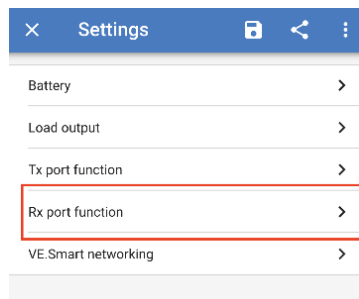 Settings
Battery
Load output
Tx port function
Rx port function
VE.Smart networking